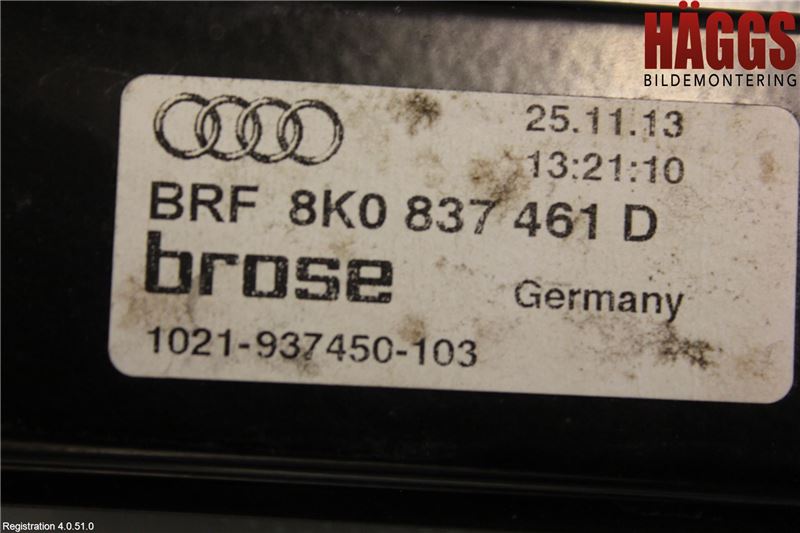 HÄGGS
BILDEMONTERING
25.11.13
13:21:10
BRF 8K0 837 461 D
brose
Germany
1021-937450-103
Registration 4.0.51.0